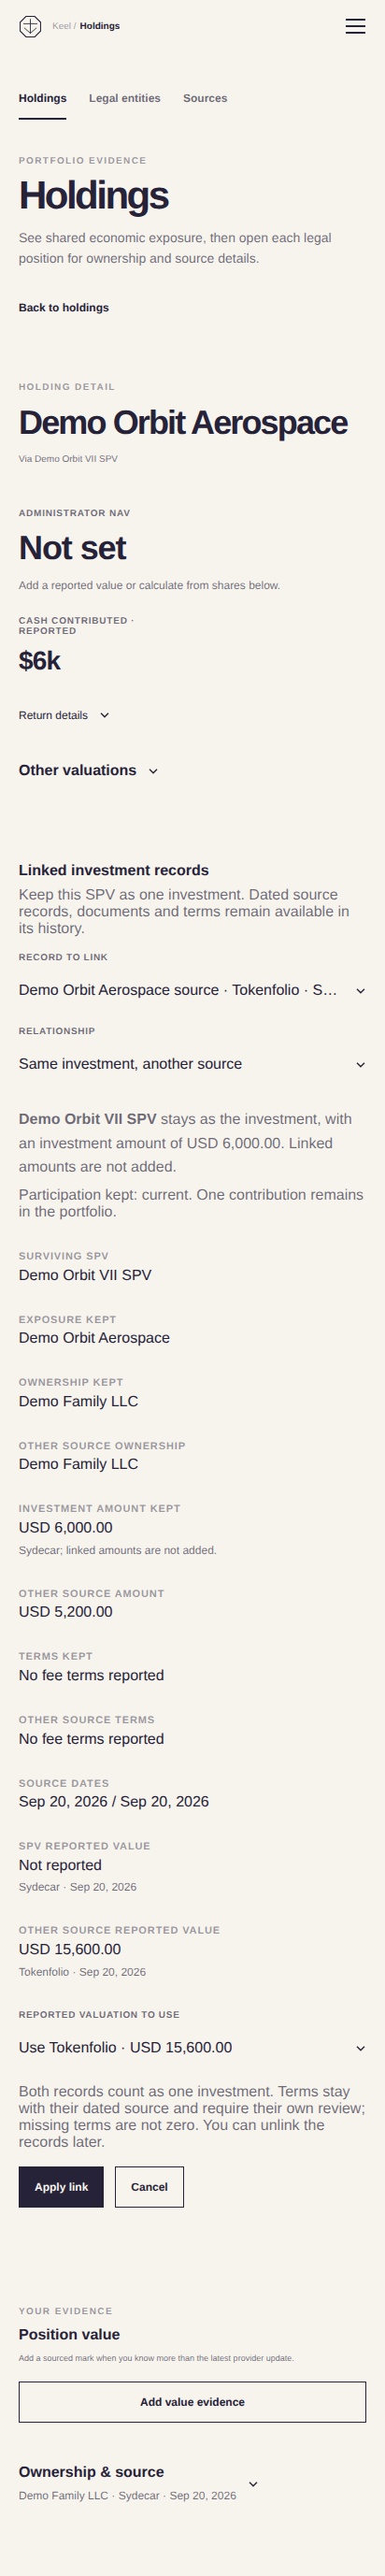 Keel / Holdings
Holdings Legal entities Sources
PORTFOLIO EVIDENCE
Holdings
See shared economic exposure, then open each legal
position for ownership and source details.
Back to holdings
HOLDING DETAIL
Demo Orbit Aerospace
Via Demo Orbit VII SPV
ADMINISTRATOR NAV
Not set
Add a reported value or calculate from shares below.
CASH CONTRIBUTED ·
REPORTED
$6k
Return details
Other valuations
Linked investment records
Keep this SPV as one investment. Dated source
records, documents and terms remain available in
its history.
RECORD TO LINK
Demo Orbit Aerospace source · Tokenfolio · S…
RELATIONSHIP
Same investment, another source
Demo Orbit VII SPV stays as the investment, with
an investment amount of USD 6,000.00. Linked
amounts are not added.
Participation kept: current. One contribution remains
in the portfolio.
SURVIVING SPV
Demo Orbit VII SPV
EXPOSURE KEPT
Demo Orbit Aerospace
OWNERSHIP KEPT
Demo Family LLC
OTHER SOURCE OWNERSHIP
Demo Family LLC
INVESTMENT AMOUNT KEPT
USD 6,000.00
Sydecar; linked amounts are not added.
OTHER SOURCE AMOUNT
USD 5,200.00
TERMS KEPT
No fee terms reported
OTHER SOURCE TERMS
No fee terms reported
SOURCE DATES
Sep 20, 2026 / Sep 20, 2026
SPV REPORTED VALUE
Not reported
Sydecar · Sep 20, 2026
OTHER SOURCE REPORTED VALUE
USD 15,600.00
Tokenfolio · Sep 20, 2026
REPORTED VALUATION TO USE
Use Tokenfolio · USD 15,600.00
Both records count as one investment. Terms stay
with their dated source and require their own review;
missing terms are not zero. You can unlink the
records later.
Apply link Cancel
YOUR EVIDENCE
Position value
Add a sourced mark when you know more than the latest provider update.
Add value evidence
Ownership & source
Demo Family LLC · Sydecar · Sep 20, 2026